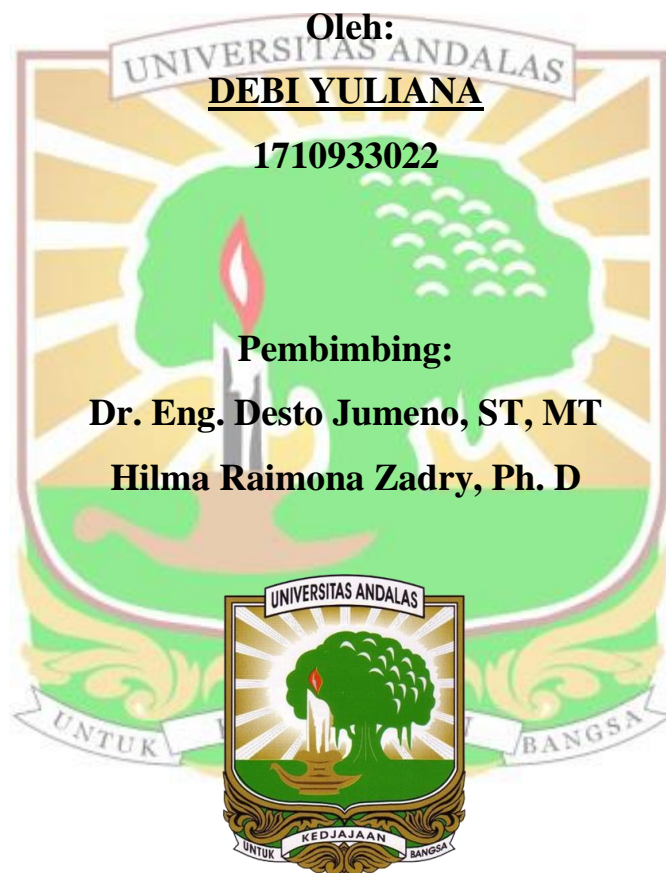 Oleh:
UNIVERSITAS ANDALAS
DEBI YULIANA
1710933022
Pembimbing:
Dr. Eng. Desto Jumeno, ST, MT
Hilma Raimona Zadry, Ph. D
UNIVERSITAS ANDALAS
UNTUK BANGSA
UNTUK KEDJAJAAN BANGSA